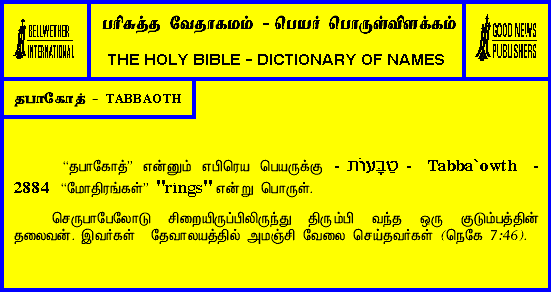 BELLWETHER
INTERNATIONAL
பரிசுத்த வேதாகமம் - பெயர் பொருள்விளக்கம்
THE HOLY BIBLE - DICTIONARY OF NAMES
GOOD NEWS
PUBLISHERS
தபாகோத் - TABBAOTH
“தபாகோத்” என்னும் எபிரெய பெயருக்கு - טַבָּעוֹת - Tabba`owth -
2884 “மோதிரங்கள்” "rings" என்று பொருள்.
செருபாபேலோடு சிறையிருப்பிலிருந்து திரும்பி வந்த ஒரு குடும்பத்தின்
தலைவன். இவர்கள் தேவாலயத்தில் அமஞ்சி வேலை செய்தவர்கள் (நெகே 7:46).